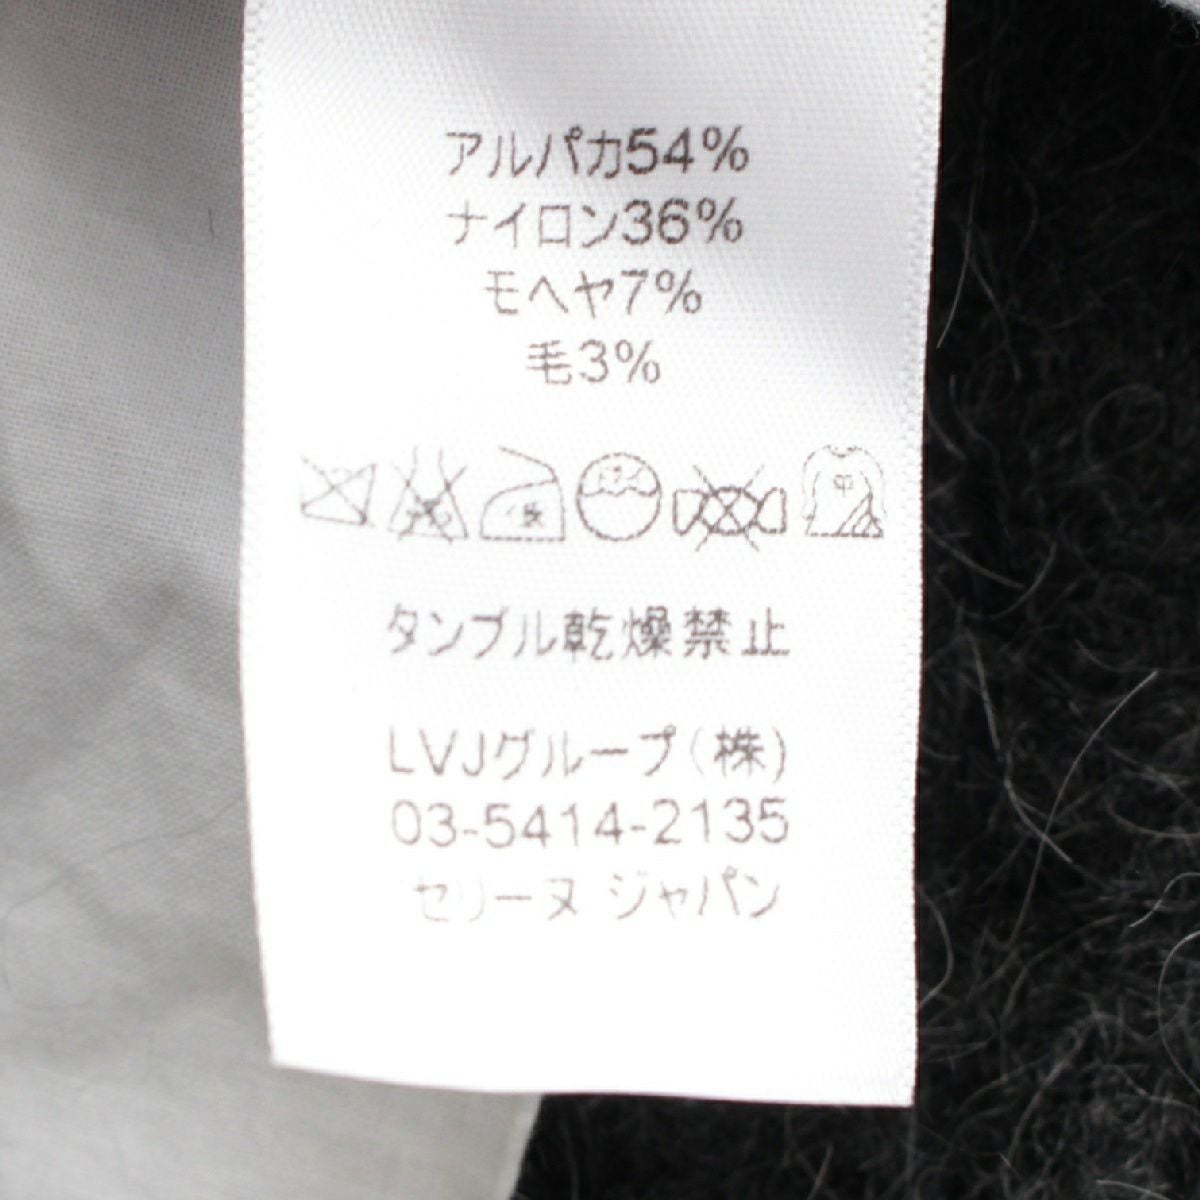 アルパカ54%
ナイロン36%
モヘヤ7%
毛3%
中
タンブル乾燥禁止
LVJグループ(株)
03-5414-2135
セリーヌ ジャパン